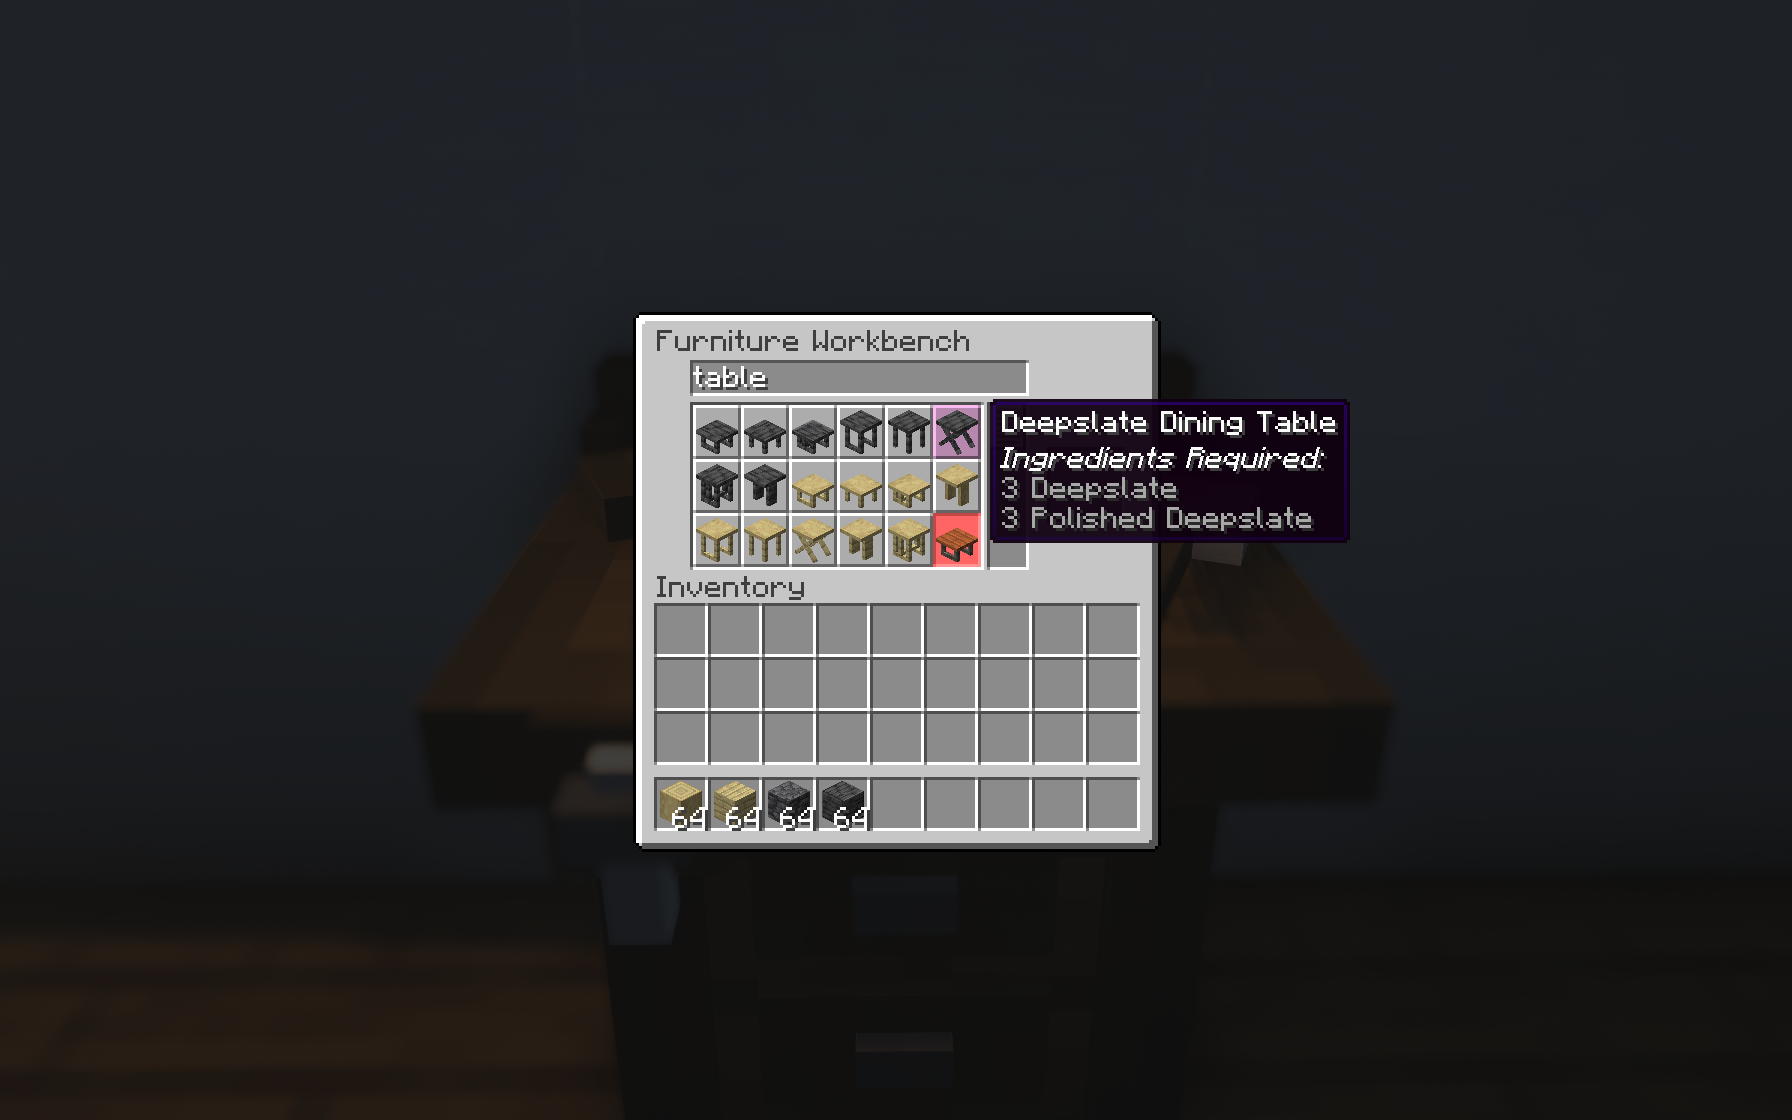 Furniture Workbench
table
Deepslate Dining Table
Ingredients Required:
3 Deepslate
3 Polished Deepslate
Inventory
64 64 64 64